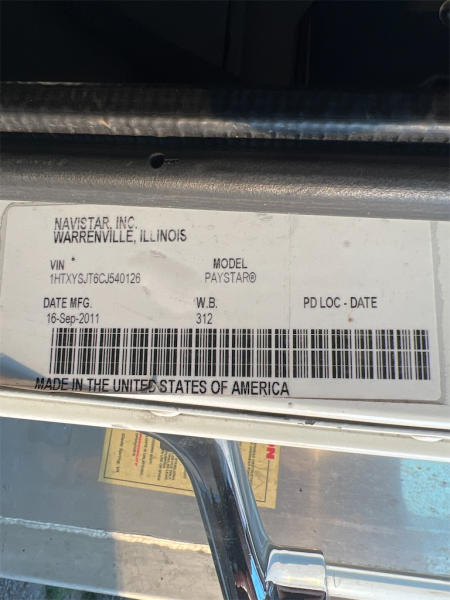 NAVISTAR, INC.
WARRENVILLE, ILLINOIS
VIN MODEL
1HTXYSJT6CJ540126 PAYSTAR®
DATE MFG. W.B. PD LOC - DATE
16-Sep-2011 312
MADE IN THE UNITED STATES OF AMERICA